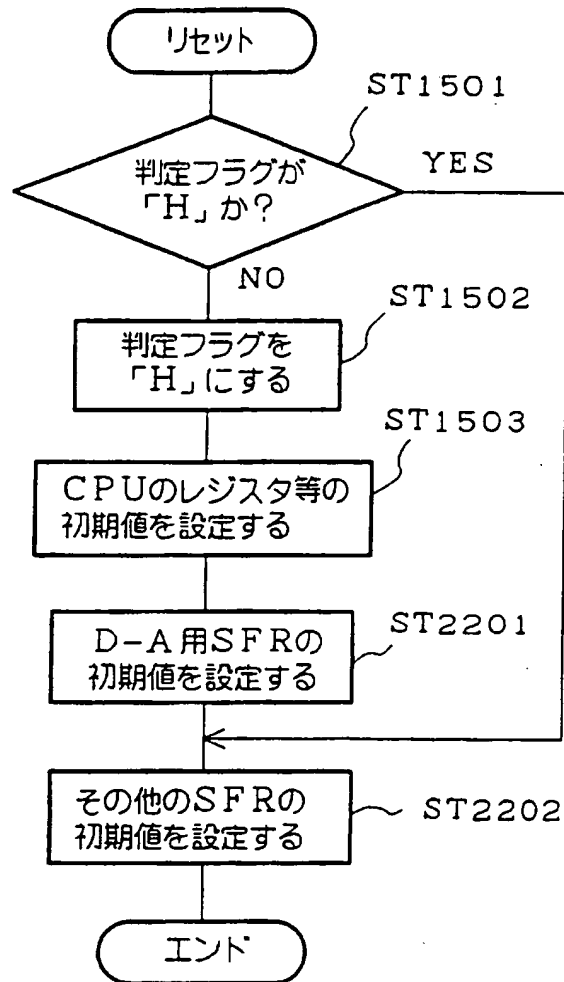 リセット
ST1501
判定フラグが
「H」か?
YES
NO
ST1502
判定フラグを
「H」にする
ST1503
CPUのレジスタ等の
初期値を設定する
ST2201
D-A用SFRの
初期値を設定する
その他のSFRの
初期値を設定する
ST2202
エンド